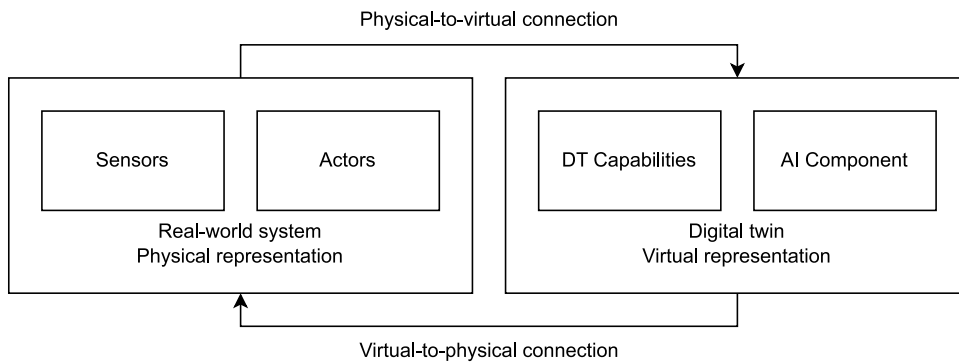 Physical-to-virtual connection
Sensors
Actors
Real-world system
Physical representation
DT Capabilities
AI Component
Digital twin
Virtual representation
Virtual-to-physical connection